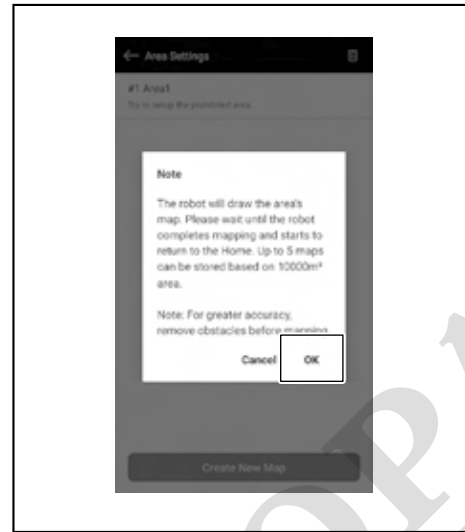 Area Settings
#1 Area1
Try to setup the prohibited area.
Note
The robot will draw the area's
map. Please wait until the robot
completes mapping and starts to
return to the Home. Up to 5 maps
can be stored based on 10000m²
area.
Note: For greater accuracy,
remove obstacles before mapping
Cancel OK
Create New Map